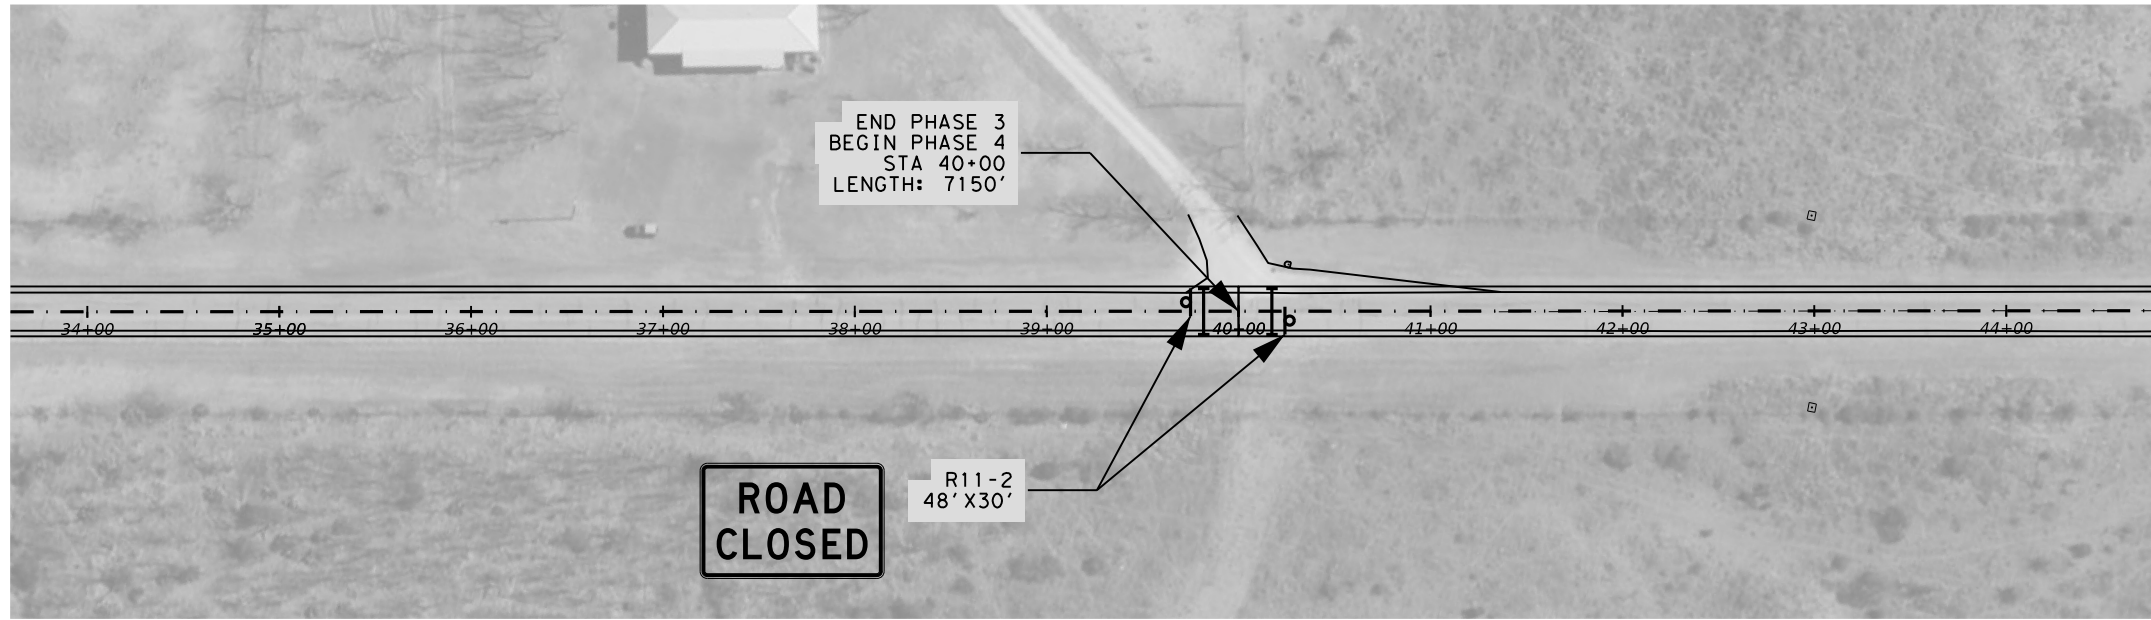 END PHASE 3
BEGIN PHASE 4
STA 40+00
LENGTH: 7150'
34+00 35+00 36+00 37+00 38+00 39+00 40+00 41+00 42+00 43+00 44+00
R11-2
48'X30'
ROAD
CLOSED